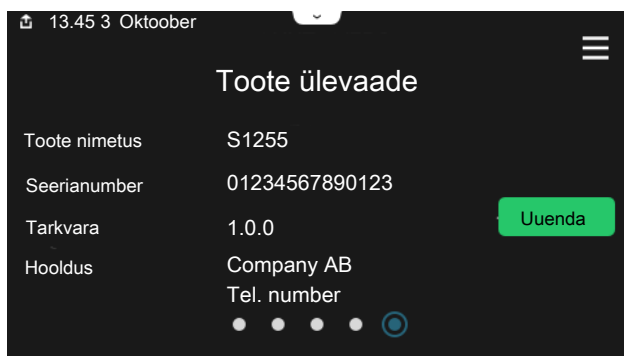 13.45 3 Oktoober
Toote ülevaade
Toote nimetus S1255
Seerianumber 01234567890123
Tarkvara 1.0.0 Uuenda
Hooldus Company AB
Tel. number